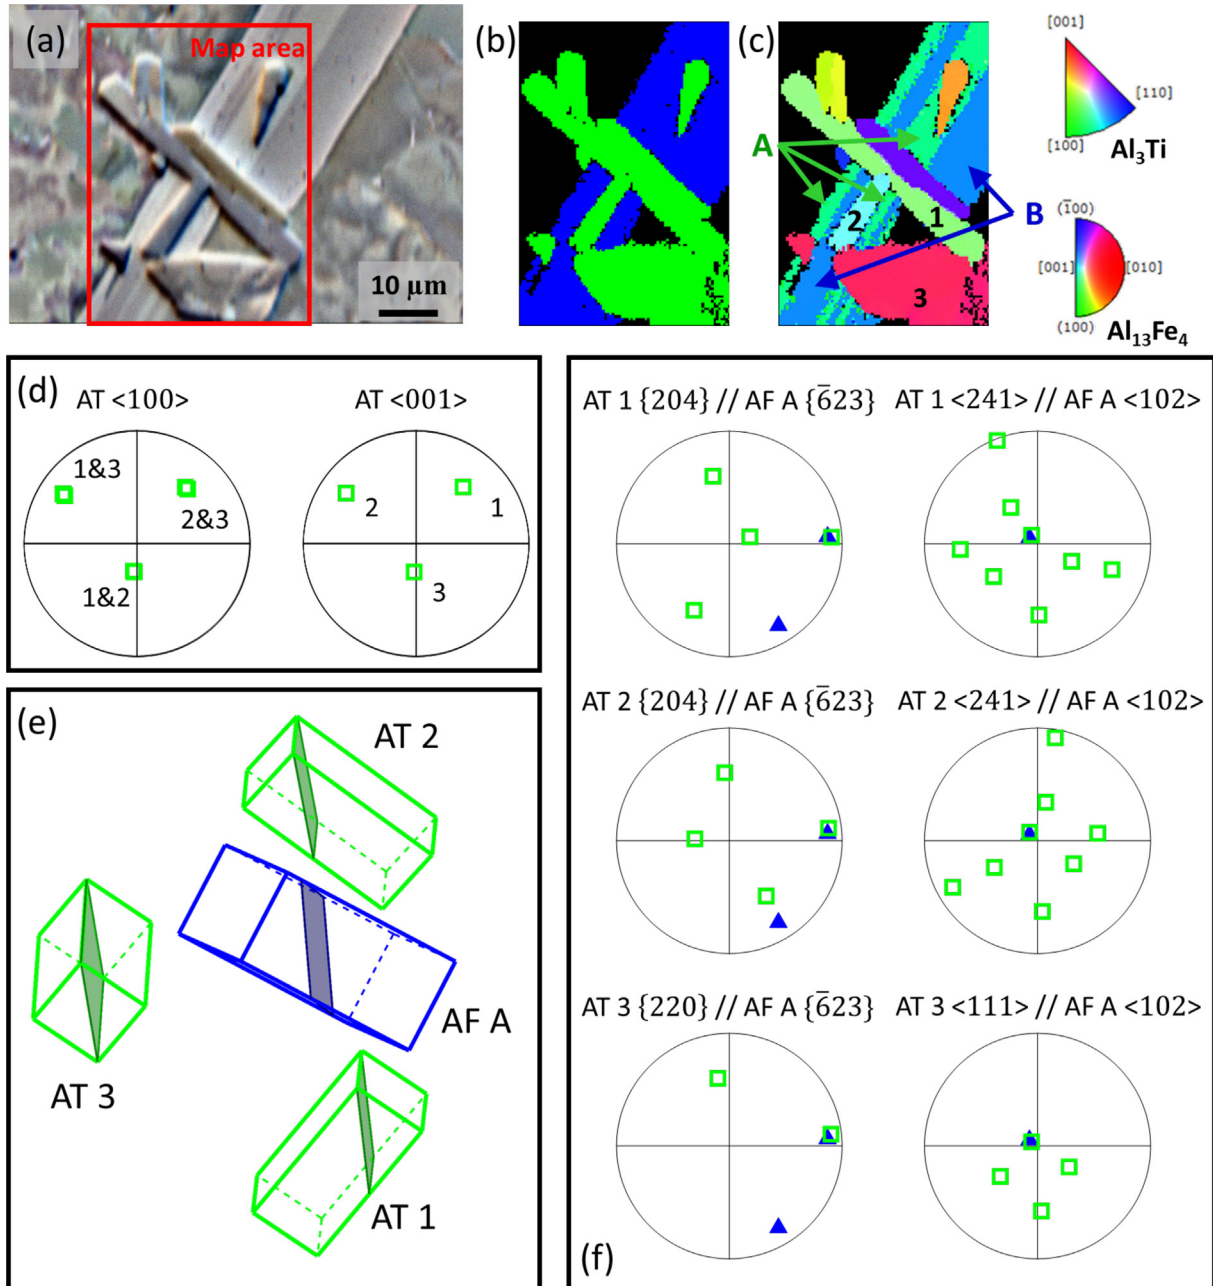 (a)
Map area
10 μm
(b)
(c)
A
B
1
2
3
[001]
[110]
[100]
Al₃Ti
(1̅00)
[001]
[010]
(100)
Al₁₃Fe₄
(d)
AT <100>
AT <001>
1&3
2&3
1&2
2
1
3
(e)
AT 2
AF A
AT 3
AT 1
AT 1 {204} // AF A {6̅23}
AT 1 <241> // AF A <102>
AT 2 {204} // AF A {6̅23}
AT 2 <241> // AF A <102>
AT 3 {220} // AF A {6̅23}
AT 3 <111> // AF A <102>
(f)